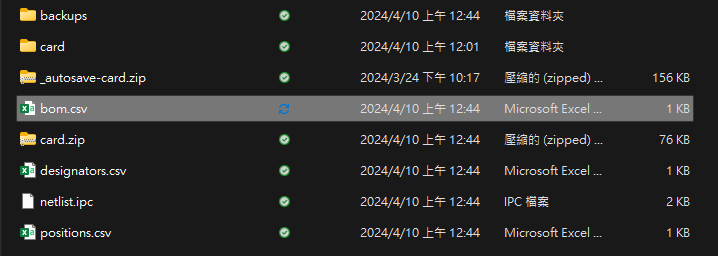 backups 2024/4/10 上午 12:44 檔案資料夾
card 2024/4/10 上午 12:01 檔案資料夾
_autosave-card.zip 2024/3/24 下午 10:17 壓縮的 (zipped) ... 156 KB
bom.csv 2024/4/10 上午 12:44 Microsoft Excel ... 1 KB
card.zip 2024/4/10 上午 12:44 壓縮的 (zipped) ... 76 KB
designators.csv 2024/4/10 上午 12:44 Microsoft Excel ... 1 KB
netlist.ipc 2024/4/10 上午 12:44 IPC 檔案 2 KB
positions.csv 2024/4/10 上午 12:44 Microsoft Excel ... 1 KB